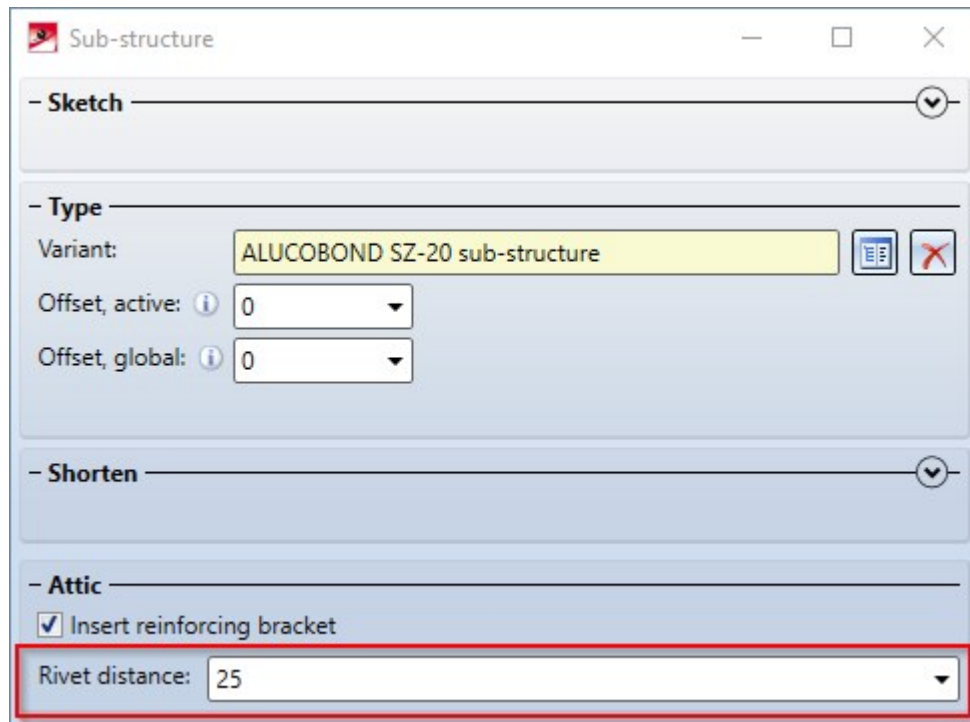 Sub-structure
Sketch
Type
Variant: ALUCOBOND SZ-20 sub-structure
Offset, active: 0
Offset, global: 0
Shorten
Attic
Insert reinforcing bracket
Rivet distance: 25